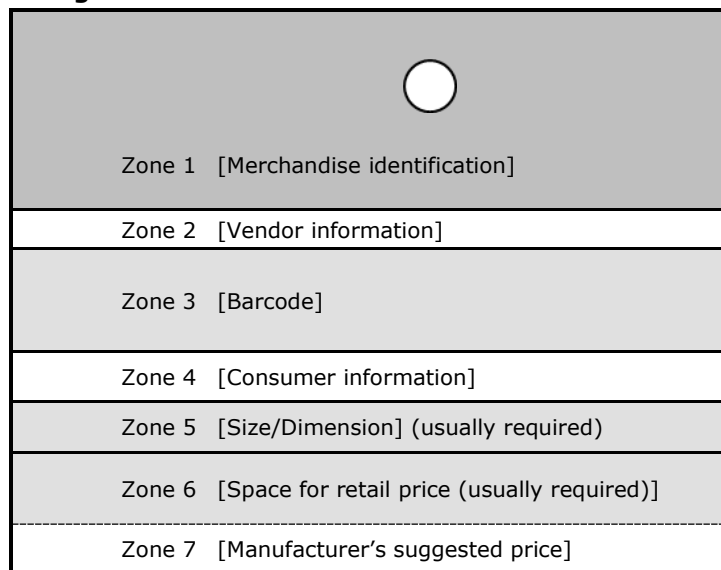 Zone 1 [Merchandise identification]
Zone 2 [Vendor information]
Zone 3 [Barcode]
Zone 4 [Consumer information]
Zone 5 [Size/Dimension] (usually required)
Zone 6 [Space for retail price (usually required)]
Zone 7 [Manufacturer’s suggested price]